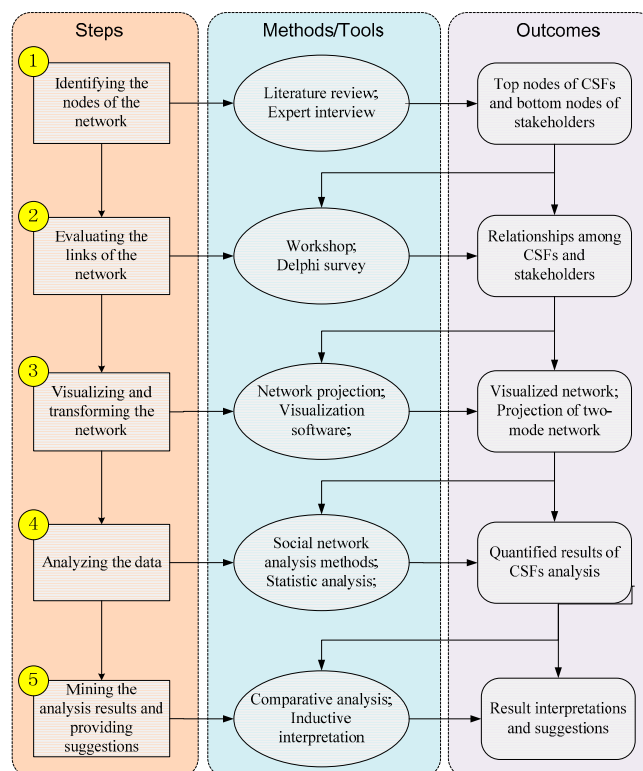 Steps
Methods/Tools
Outcomes
1
Identifying the
nodes of the
network
Literature review;
Expert interview
Top nodes of CSFs
and bottom nodes of
stakeholders
2
Evaluating the
links of the
network
Workshop;
Delphi survey
Relationships among
CSFs and
stakeholders
3
Visualizing and
transforming the
network
Network projection;
Visualization
software;
Visualized network;
Projection of two-
mode network
4
Analyzing the data
Social network
analysis methods;
Statistic analysis;
Quantified results of
CSFs analysis
5
Mining the
analysis results and
providing
suggestions
Comparative analysis;
Inductive
interpretation
Result interpretations
and suggestions